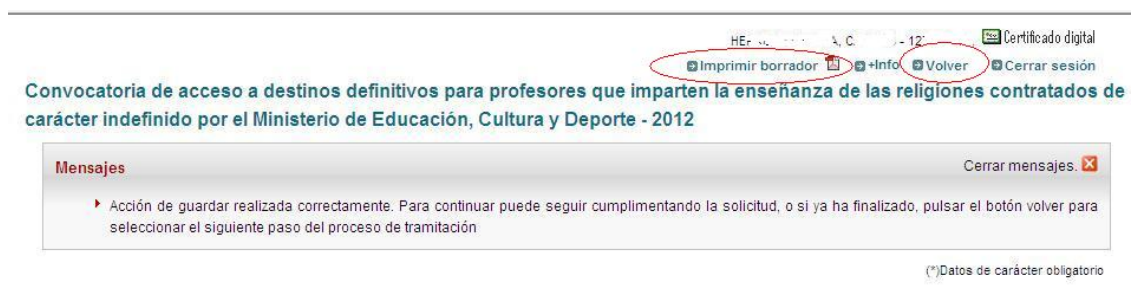 HE A, C. - 12 Certificado digital
Imprimir borrador +Info Volver Cerrar sesión
Convocatoria de acceso a destinos definitivos para profesores que imparten la enseñanza de las religiones contratados de
carácter indefinido por el Ministerio de Educación, Cultura y Deporte - 2012
Mensajes Cerrar mensajes.
Acción de guardar realizada correctamente. Para continuar puede seguir cumplimentando la solicitud, o si ya ha finalizado, pulsar el botón volver para
seleccionar el siguiente paso del proceso de tramitación
(*)Datos de carácter obligatorio